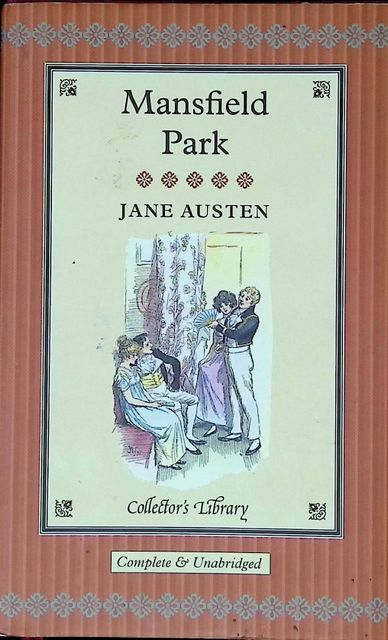 Mansfield
Park
JANE AUSTEN
Collector's Library
Complete & Unabridged